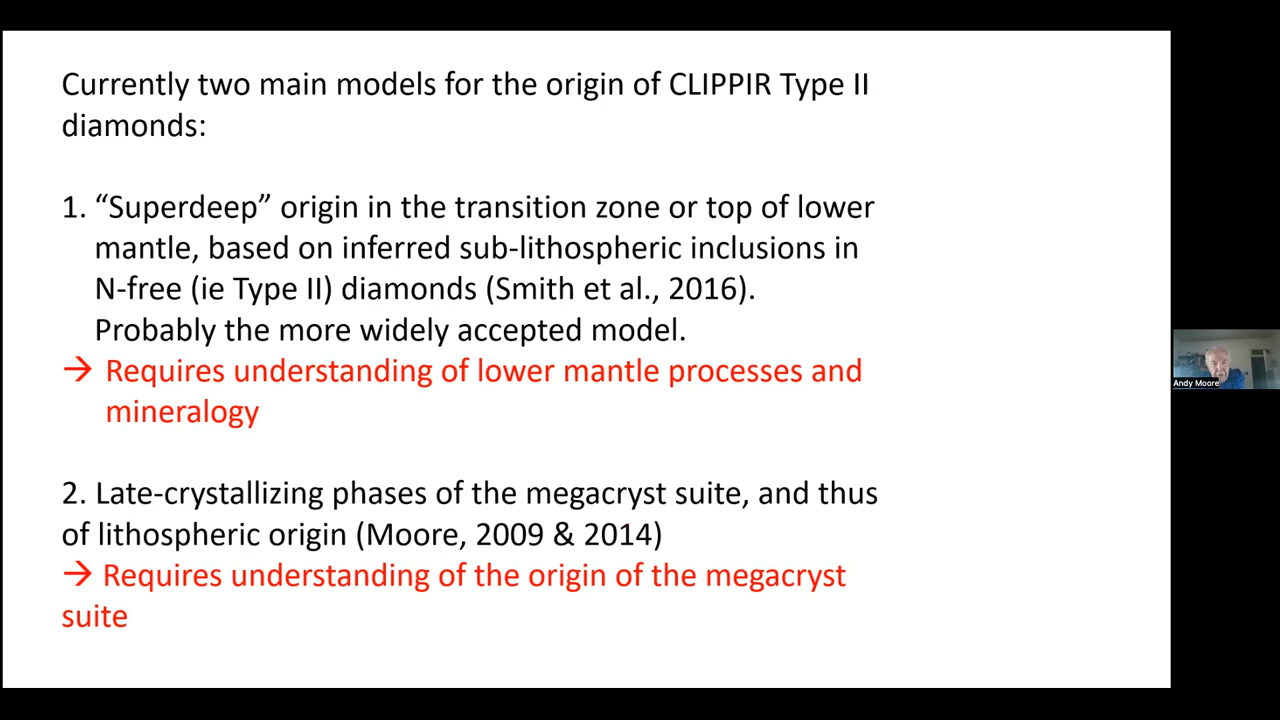 Currently two main models for the origin of CLIPPIR Type II
diamonds:
1. “Superdeep” origin in the transition zone or top of lower
mantle, based on inferred sub-lithospheric inclusions in
N-free (ie Type II) diamonds (Smith et al., 2016).
Probably the more widely accepted model.
→ Requires understanding of lower mantle processes and
mineralogy
2. Late-crystallizing phases of the megacryst suite, and thus
of lithospheric origin (Moore, 2009 & 2014)
→ Requires understanding of the origin of the megacryst
suite
Andy Moore